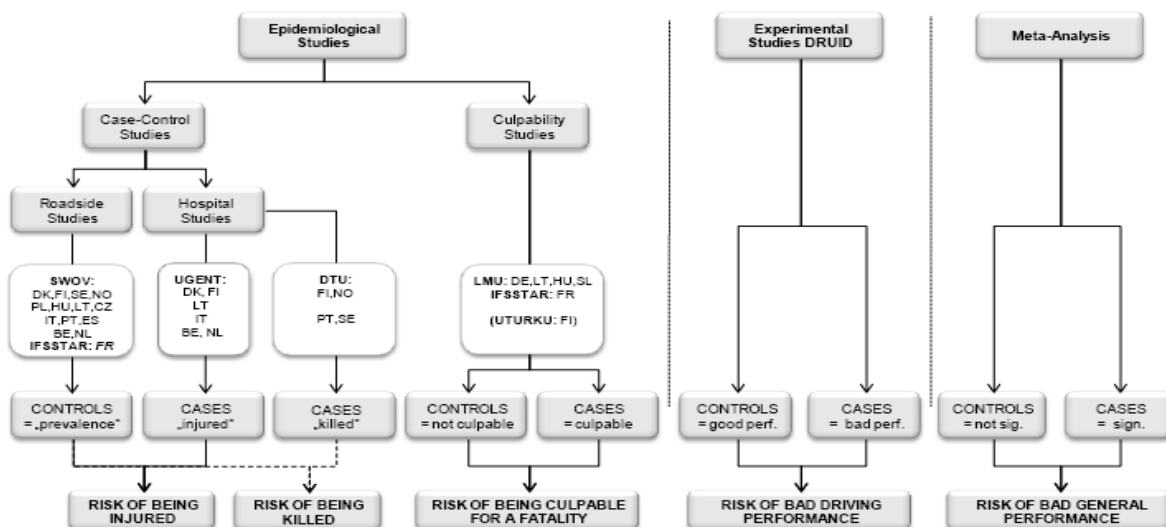 Epidemiological
Studies
Experimental
Studies DRUID
Meta-Analysis
Case-Control
Studies
Culpability
Studies
Roadside
Studies
Hospital
Studies
SWOV:
DK,FI,SE,NO
PL,HU,LT,CZ
IT,PT,ES
BE,NL
IFSSTAR: FR
UGENT:
DK, FI
LT
IT
BE, NL
DTU:
FI,NO
PT,SE
LMU: DE,LT,HU,SL
IFSSTAR: FR
(UTURKU: FI)
CONTROLS
= „prevalence"
CASES
„injured"
CASES
„killed"
CONTROLS
= not culpable
CASES
= culpable
CONTROLS
= good perf.
CASES
= bad perf.
CONTROLS
= not sig.
CASES
= sign.
RISK OF BEING
INJURED
RISK OF BEING
KILLED
RISK OF BEING CULPABLE
FOR A FATALITY
RISK OF BAD DRIVING
PERFORMANCE
RISK OF BAD GENERAL
PERFORMANCE